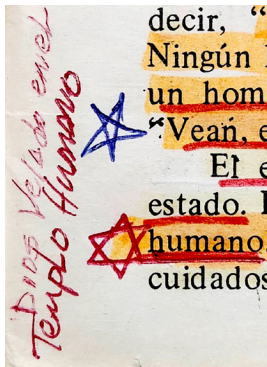 decir, “
Ningún
un hom
“Vean, e
El e
estado.
humano
cuidados
Dios Velado en el
Templo Humano